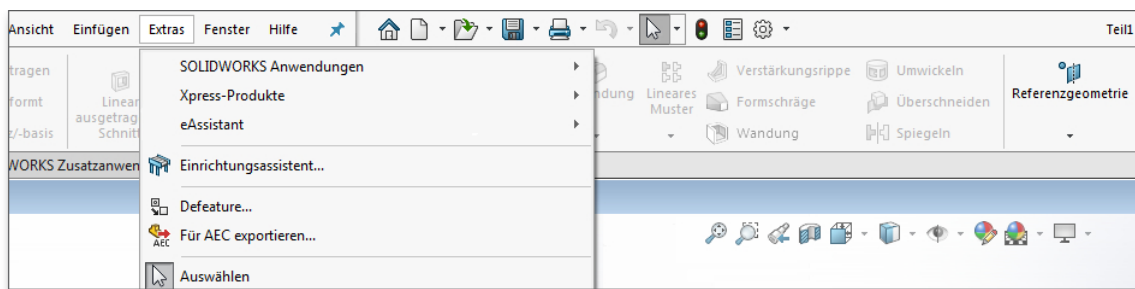 Ansicht Einfügen Extras Fenster Hilfe Teil1
SOLIDWORKS Anwendungen
Xpress-Produkte
eAssistant
Einrichtungsassistent...
Defeature...
Für AEC exportieren...
AEC
Auswählen
tragen
formt
z/-basis
Linear
ausgetrag
Schnitt
ndung
Lineares
Muster
Verstärkungsrippe
Formschräge
Wandung
Umwickeln
Überschneiden
Spiegeln
Referenzgeometrie
WORKS Zusatzanwen